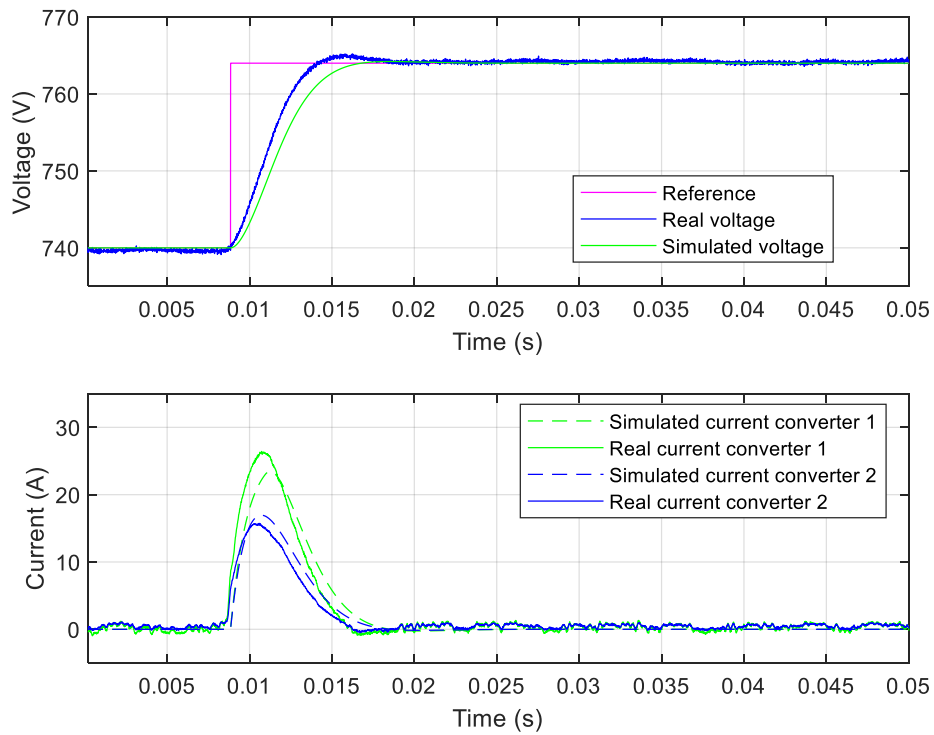 770
760
750
740
Voltage (V)
Reference
Real voltage
Simulated voltage
0.005 0.01 0.015 0.02 0.025 0.03 0.035 0.04 0.045 0.05
Time (s)
30
20
10
0
Current (A)
Simulated current converter 1
Real current converter 1
Simulated current converter 2
Real current converter 2
0.005 0.01 0.015 0.02 0.025 0.03 0.035 0.04 0.045 0.05
Time (s)